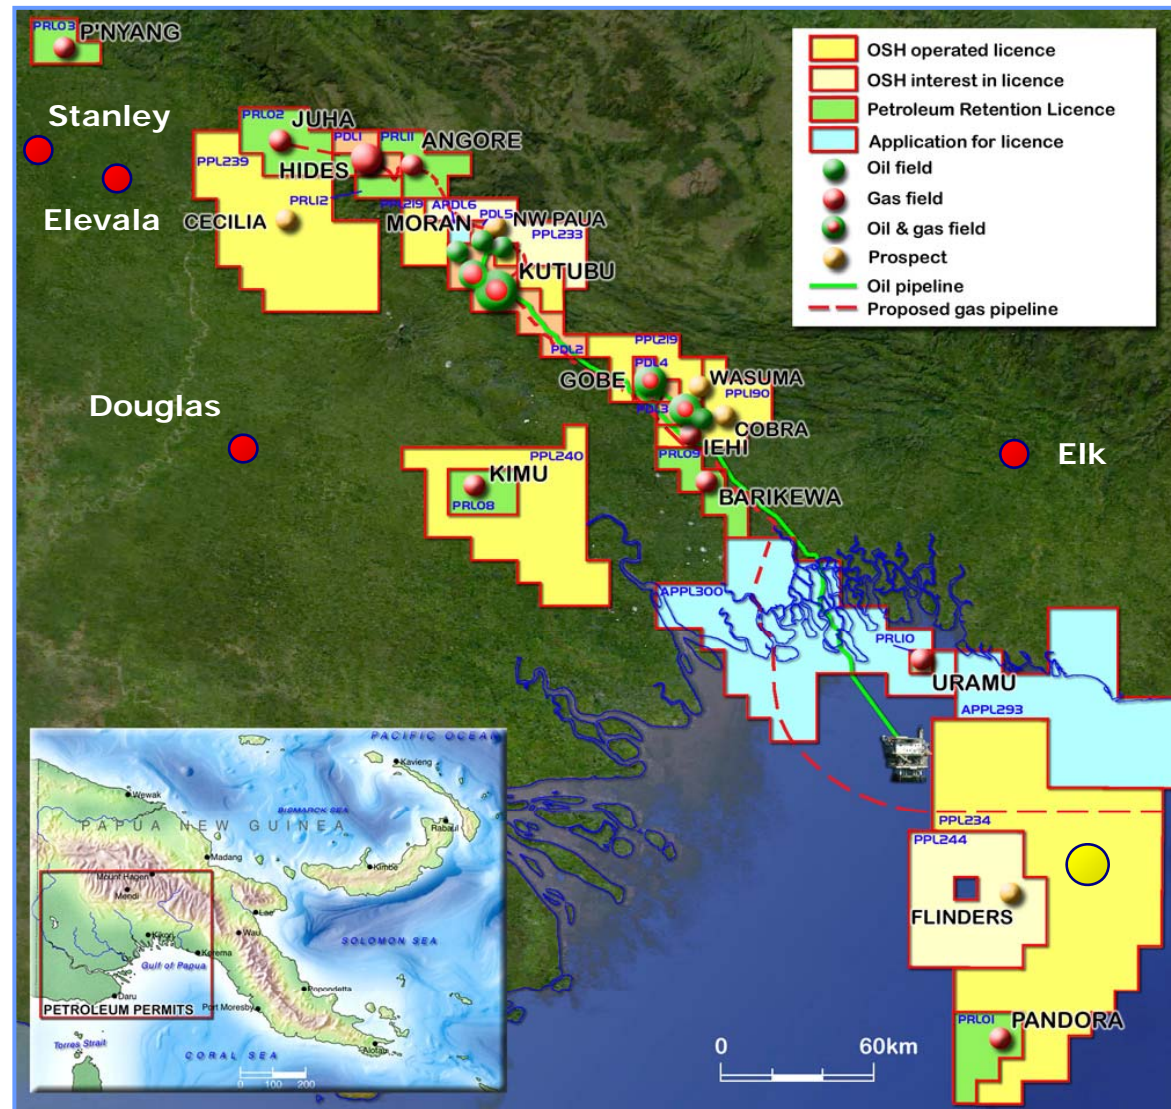 PRL03
P'NYANG
Stanley
Elevala
PRL02
JUHA
PDL1
PRL11
ANGORE
PPL239
HIDES
PRL12
PPL219
APDL6
CECILIA
MORAN
PDL5
NW PAUA
PPL233
KUTUBU
PDL2
PPL219
GOBE
PDL4
WASUMA
PPL190
PDL3
COBRA
IEHI
PRL09
BARIKEWA
Douglas
PPL240
KIMU
PRL08
Elk
APPL300
PRL10
URAMU
APPL293
PPL234
PPL244
FLINDERS
PRL01
PANDORA
0 60km
OSH operated licence
OSH interest in licence
Petroleum Retention Licence
Application for licence
Oil field
Gas field
Oil & gas field
Prospect
Oil pipeline
Proposed gas pipeline
PACIFIC OCEAN
Kavieng
Wewak
BISMARCK SEA
PAPUA NEW GUINEA
Rabaul
Madang
Kimbe
Mount Hagen
Mendi
Lae
Wau
SOLOMON SEA
Kikori
Kerema
Gulf of Papua
Popondetta
Daru
Port Moresby
PETROLEUM PERMITS
Alotau
Torres Strait
CORAL SEA
0 100 200